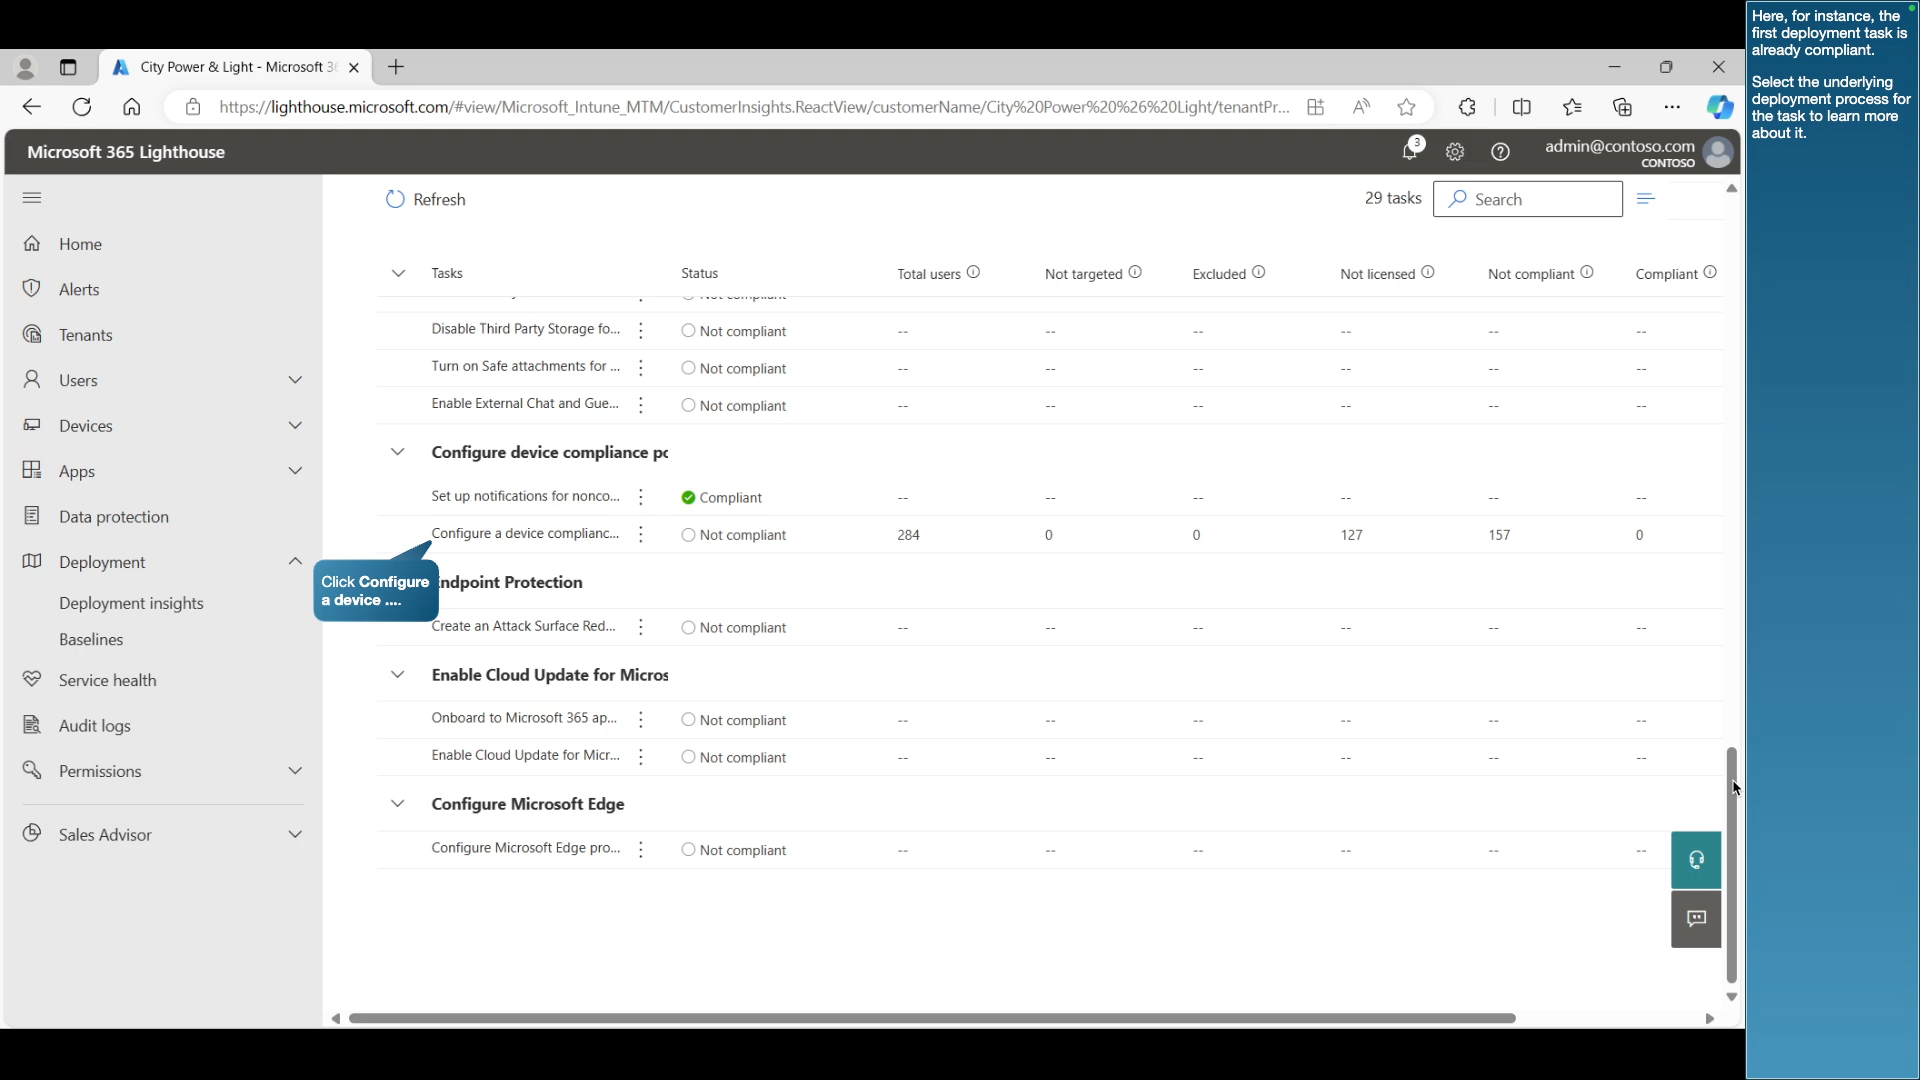 Here, for instance, the
first deployment task is
already compliant.
Select the underlying
deployment process for
the task to learn more
about it.
City Power & Light - Microsoft 36
https://lighthouse.microsoft.com/#view/Microsoft_Intune_MTM/CustomerInsights.ReactView/customerName/City%20Power%20%26%20Light/tenantPr...
Microsoft 365 Lighthouse
3
admin@contoso.com
CONTOSO
Refresh
29 tasks
Search
Home
Alerts
Tenants
Users
Devices
Apps
Data protection
Deployment
Deployment insights
Baselines
Service health
Audit logs
Permissions
Sales Advisor
Tasks Status Total users Not targeted Excluded Not licensed Not compliant Compliant
Not compliant
Disable Third Party Storage fo... Not compliant -- -- -- -- -- --
Turn on Safe attachments for ... Not compliant -- -- -- -- -- --
Enable External Chat and Gue... Not compliant -- -- -- -- -- --
Configure device compliance po
Set up notifications for nonco... Compliant -- -- -- -- -- --
Configure a device complianc... Not compliant 284 0 0 127 157 0
Click Configure
a device ....
ndpoint Protection
Create an Attack Surface Red... Not compliant -- -- -- -- -- --
Enable Cloud Update for Micros
Onboard to Microsoft 365 ap... Not compliant -- -- -- -- -- --
Enable Cloud Update for Micr... Not compliant -- -- -- -- -- --
Configure Microsoft Edge
Configure Microsoft Edge pro... Not compliant -- -- -- -- -- --